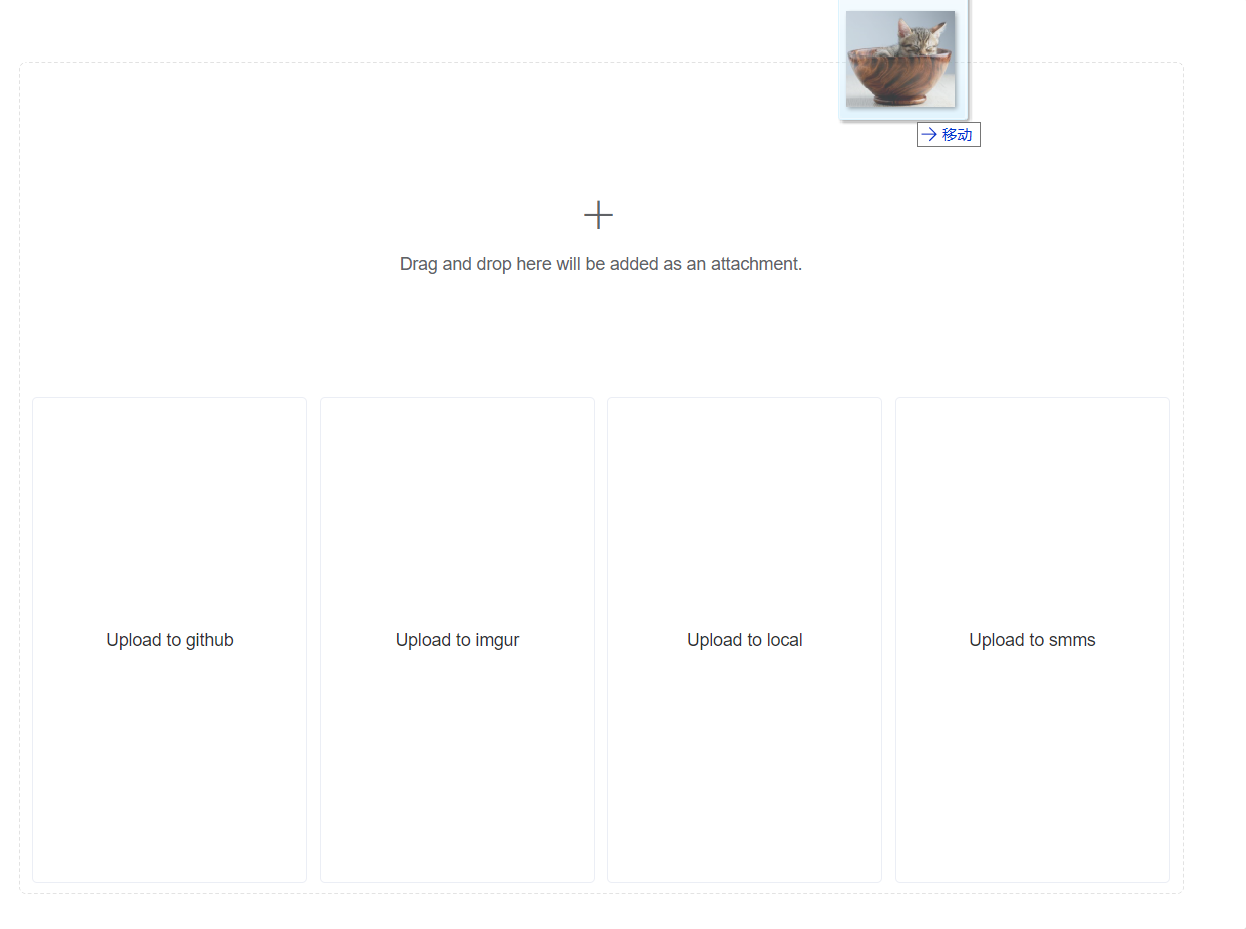 → 移动
Drag and drop here will be added as an attachment.
Upload to github
Upload to imgur
Upload to local
Upload to smms